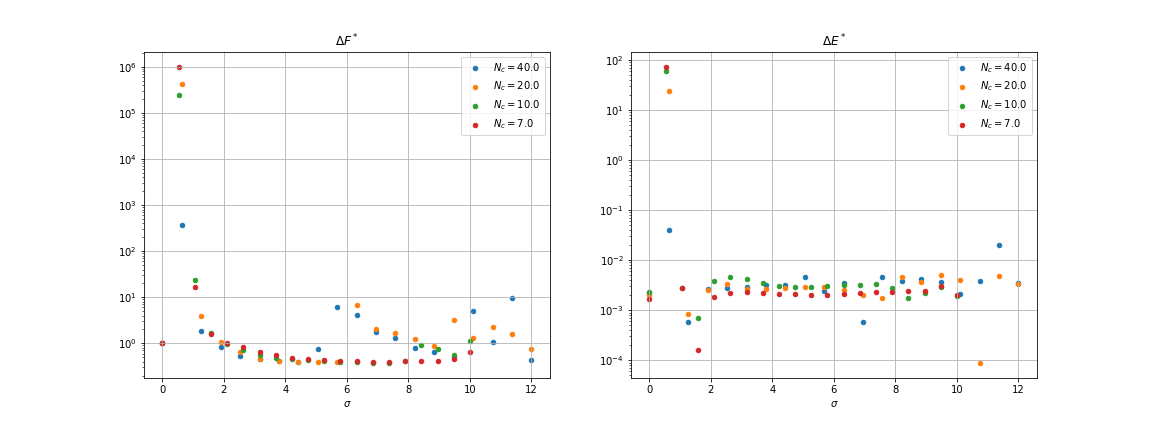 ΔF*
10⁶
10⁵
10⁴
10³
10²
10¹
10⁰
0 2 4 6 8 10 12
σ
N_c = 40.0
N_c = 20.0
N_c = 10.0
N_c = 7.0
ΔE*
10²
10¹
10⁰
10⁻¹
10⁻²
10⁻³
10⁻⁴
0 2 4 6 8 10 12
σ
N_c = 40.0
N_c = 20.0
N_c = 10.0
N_c = 7.0